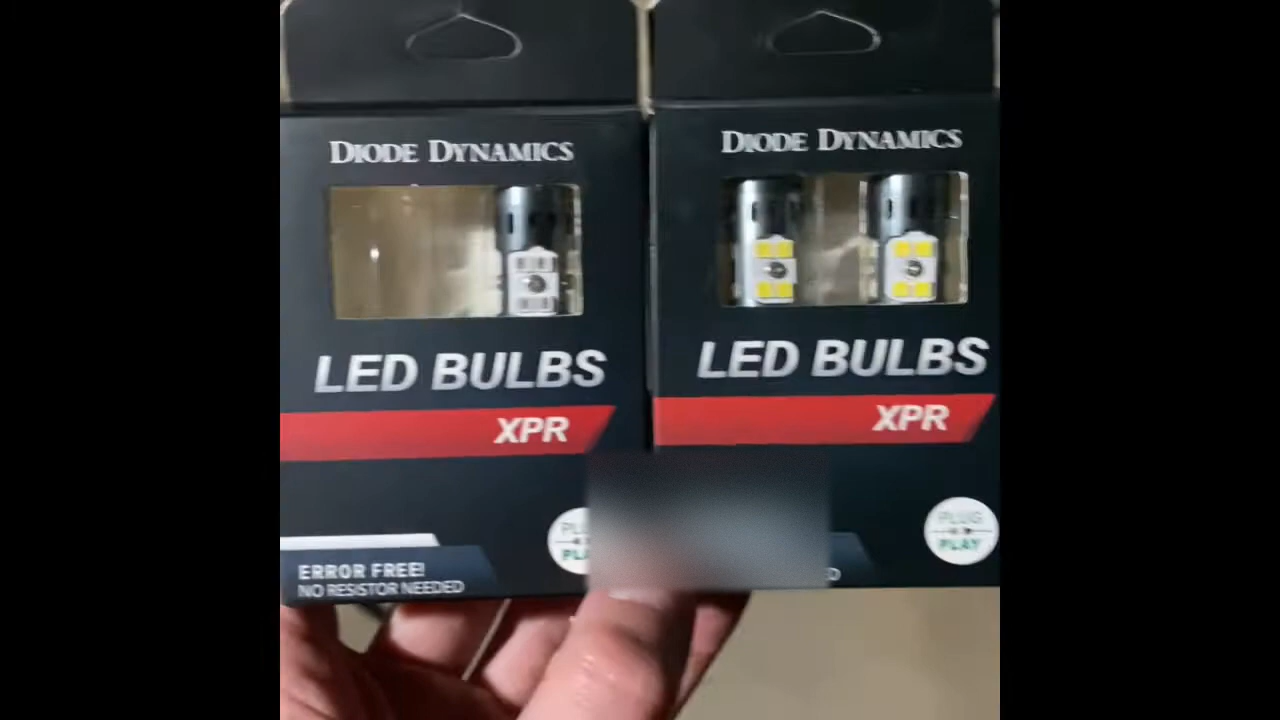 DIODE DYNAMICS
LED BULBS
XPR
ERROR FREE!
NO RESISTOR NEEDED
DIODE DYNAMICS
LED BULBS
XPR
PLUG
PLAY